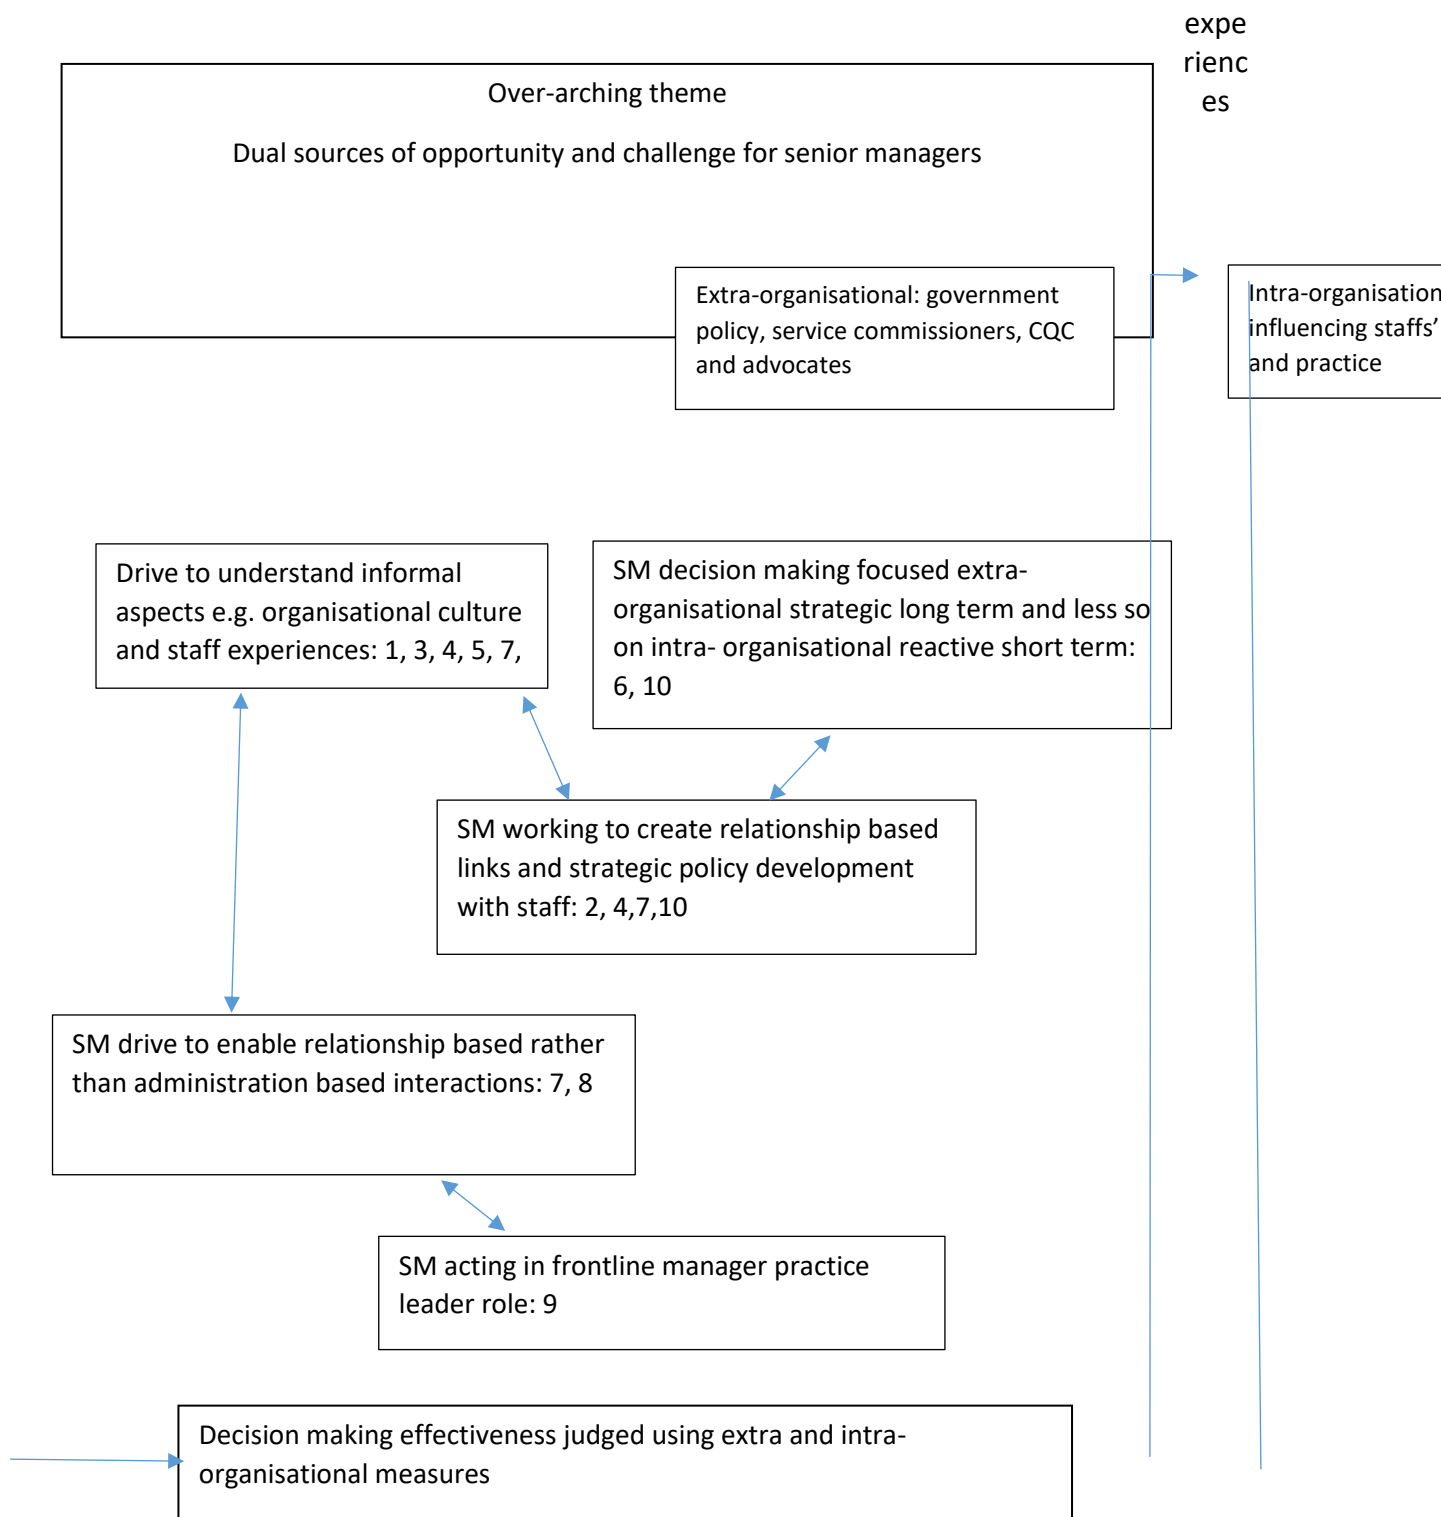 expe
rienc
es
Over-arching theme
Dual sources of opportunity and challenge for senior managers
Extra-organisational: government
policy, service commissioners, CQC
and advocates
Intra-organisation
influencing staffs’
and practice
Drive to understand informal
aspects e.g. organisational culture
and staff experiences: 1, 3, 4, 5, 7,
SM decision making focused extra-
organisational strategic long term and less so
on intra- organisational reactive short term:
6, 10
SM working to create relationship based
links and strategic policy development
with staff: 2, 4,7,10
SM drive to enable relationship based rather
than administration based interactions: 7, 8
SM acting in frontline manager practice
leader role: 9
Decision making effectiveness judged using extra and intra-
organisational measures